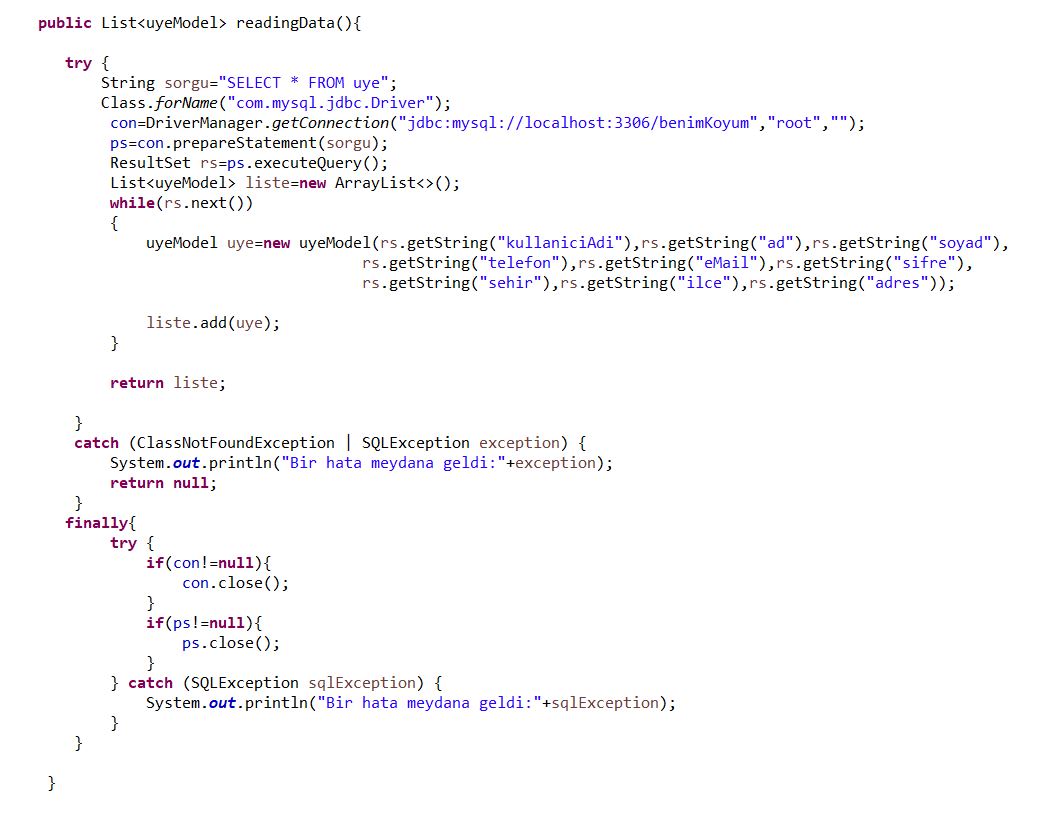 public List<uyeModel> readingData(){
try {
String sorgu="SELECT * FROM uye";
Class.forName("com.mysql.jdbc.Driver");
con=DriverManager.getConnection("jdbc:mysql://localhost:3306/benimKoyum","root","");
ps=con.prepareStatement(sorgu);
ResultSet rs=ps.executeQuery();
List<uyeModel> liste=new ArrayList<>();
while(rs.next())
{
uyeModel uye=new uyeModel(rs.getString("kullaniciAdi"),rs.getString("ad"),rs.getString("soyad"),
rs.getString("telefon"),rs.getString("eMail"),rs.getString("sifre"),
rs.getString("sehir"),rs.getString("ilce"),rs.getString("adres"));
liste.add(uye);
}
return liste;
}
catch (ClassNotFoundException | SQLException exception) {
System.out.println("Bir hata meydana geldi:"+exception);
return null;
}
finally{
try {
if(con!=null){
con.close();
}
if(ps!=null){
ps.close();
}
} catch (SQLException sqlException) {
System.out.println("Bir hata meydana geldi:"+sqlException);
}
}
}